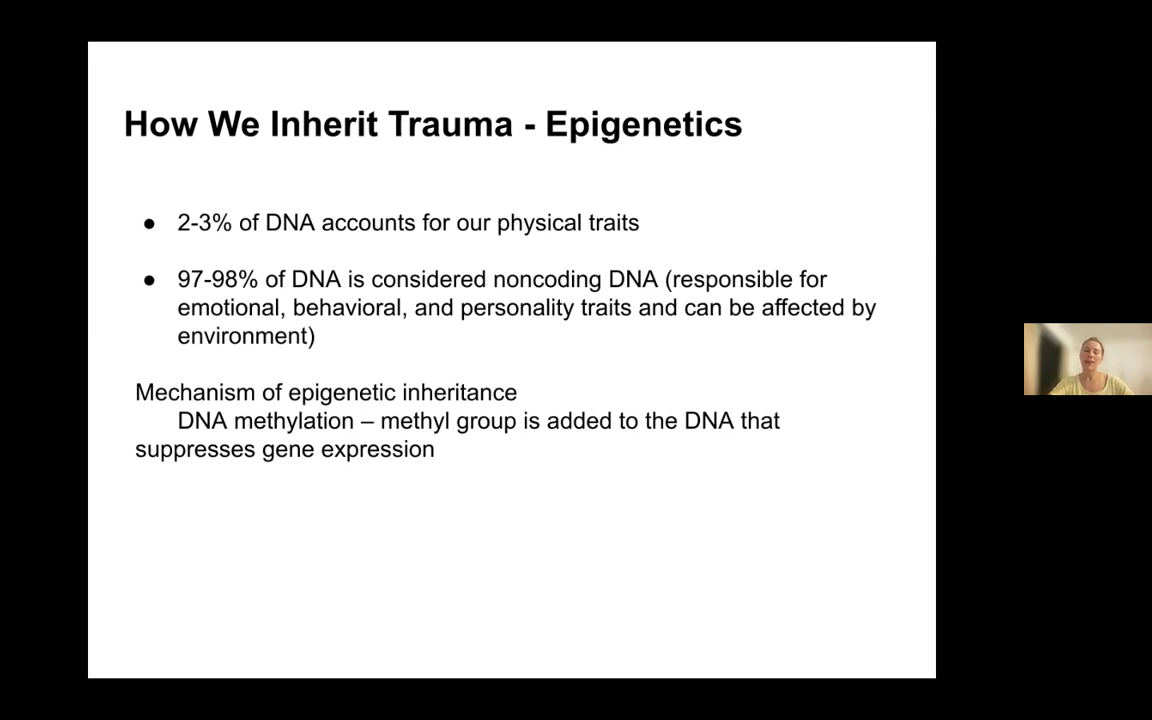 How We Inherit Trauma - Epigenetics
● 2-3% of DNA accounts for our physical traits
● 97-98% of DNA is considered noncoding DNA (responsible for
emotional, behavioral, and personality traits and can be affected by
environment)
Mechanism of epigenetic inheritance
DNA methylation – methyl group is added to the DNA that
suppresses gene expression